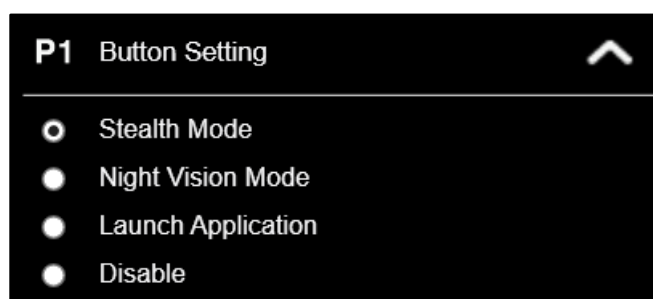 P1 Button Setting
Stealth Mode
Night Vision Mode
Launch Application
Disable